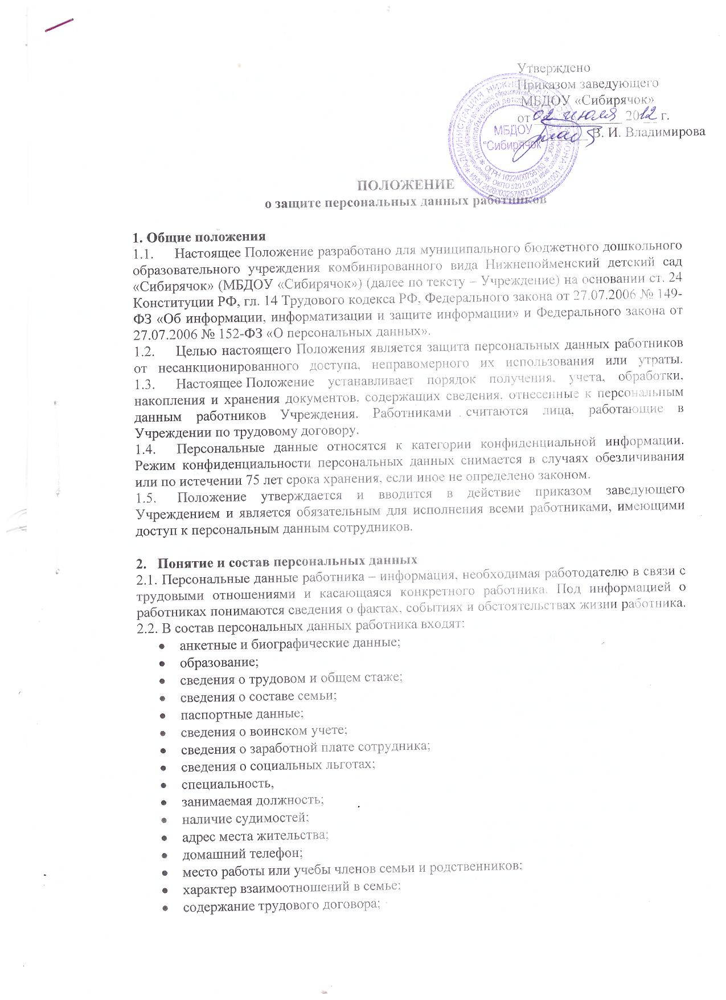 Утверждено
Приказом заведующего
МБДОУ «Сибирячок»
от 02 июля 2012 г.
В. И. Владимирова
МБДОУ
"Сибирячок"
ПОЛОЖЕНИЕ
о защите персональных данных работников
1. Общие положения
1.1. Настоящее Положение разработано для муниципального бюджетного дошкольного
образовательного учреждения комбинированного вида Нижнепойменский детский сад
«Сибирячок» (МБДОУ «Сибирячок») (далее по тексту – Учреждение) на основании ст. 24
Конституции РФ, гл. 14 Трудового кодекса РФ, Федерального закона от 27.07.2006 № 149-
ФЗ «Об информации, информатизации и защите информации» и Федерального закона от
27.07.2006 № 152-ФЗ «О персональных данных».
1.2. Целью настоящего Положения является защита персональных данных работников
от несанкционированного доступа, неправомерного их использования или утраты.
1.3. Настоящее Положение устанавливает порядок получения, учета, обработки,
накопления и хранения документов, содержащих сведения, отнесенные к персональным
данным работников Учреждения. Работниками считаются лица, работающие в
Учреждении по трудовому договору.
1.4. Персональные данные относятся к категории конфиденциальной информации.
Режим конфиденциальности персональных данных снимается в случаях обезличивания
или по истечении 75 лет срока хранения, если иное не определено законом.
1.5. Положение утверждается и вводится в действие приказом заведующего
Учреждением и является обязательным для исполнения всеми работниками, имеющими
доступ к персональным данным сотрудников.
2. Понятие и состав персональных данных
2.1. Персональные данные работника – информация, необходимая работодателю в связи с
трудовыми отношениями и касающаяся конкретного работника. Под информацией о
работниках понимаются сведения о фактах, событиях и обстоятельствах жизни работника.
2.2. В состав персональных данных работника входят:
• анкетные и биографические данные;
• образование;
• сведения о трудовом и общем стаже;
• сведения о составе семьи;
• паспортные данные;
• сведения о воинском учете;
• сведения о заработной плате сотрудника;
• сведения о социальных льготах;
• специальность,
• занимаемая должность;
• наличие судимостей;
• адрес места жительства;
• домашний телефон;
• место работы или учебы членов семьи и родственников;
• характер взаимоотношений в семье;
• содержание трудового договора;